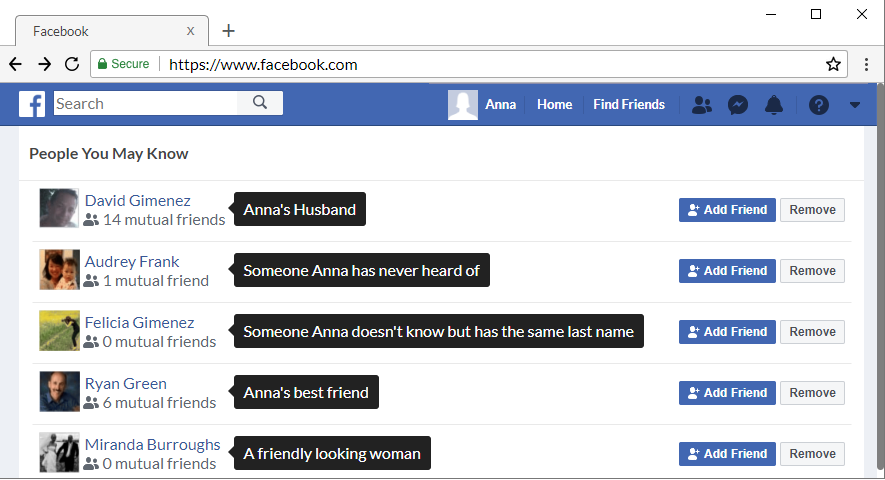 Facebook x +
Secure https://www.facebook.com
f Search Anna Home Find Friends ?
People You May Know
David Gimenez
14 mutual friends
Anna's Husband
Add Friend Remove
Audrey Frank
1 mutual friend
Someone Anna has never heard of
Add Friend Remove
Felicia Gimenez
0 mutual friends
Someone Anna doesn't know but has the same last name
Add Friend Remove
Ryan Green
6 mutual friends
Anna's best friend
Add Friend Remove
Miranda Burroughs
0 mutual friends
A friendly looking woman
Add Friend Remove